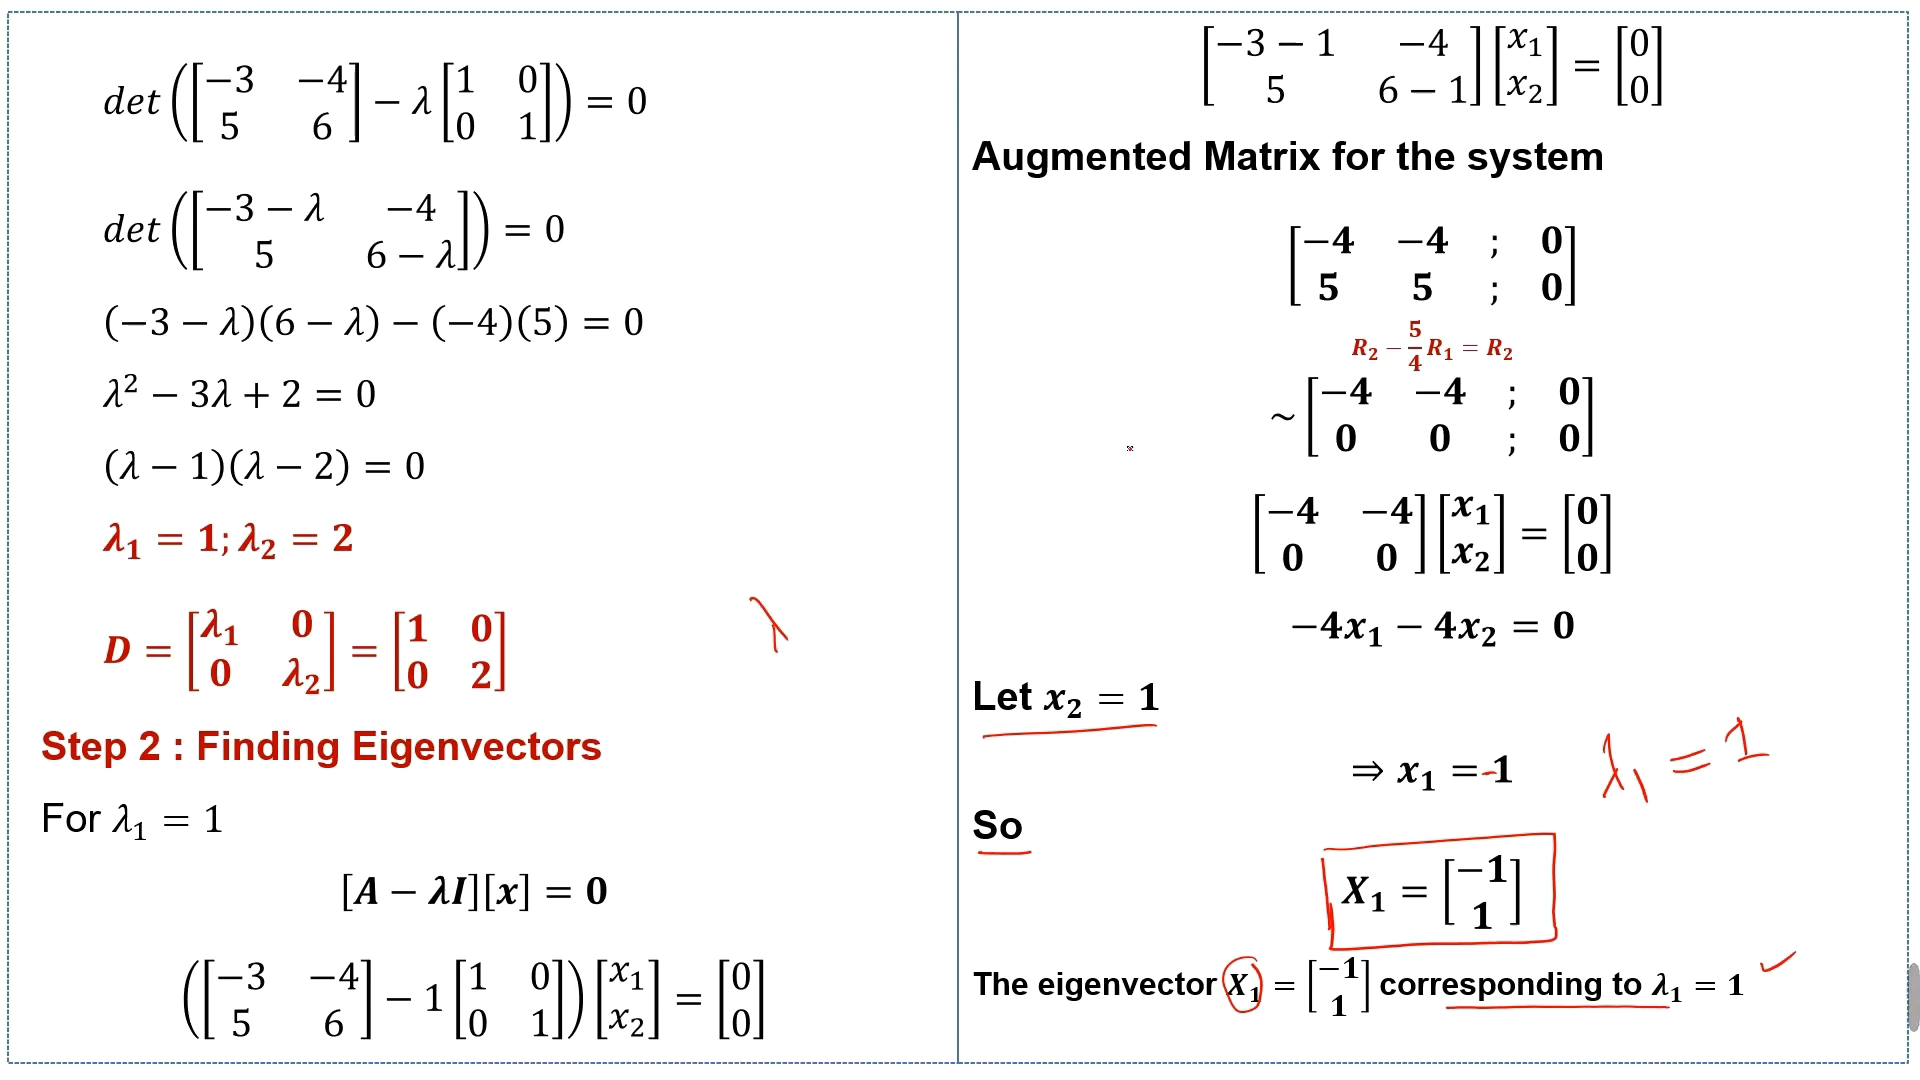 det([−3 −4; 5 6] − λ[1 0; 0 1]) = 0
det([−3 − λ −4; 5 6 − λ]) = 0
(−3 − λ)(6 − λ) − (−4)(5) = 0
λ² − 3λ + 2 = 0
(λ − 1)(λ − 2) = 0
λ₁ = 1; λ₂ = 2
D = [λ₁ 0; 0 λ₂] = [1 0; 0 2]
λ
Step 2 : Finding Eigenvectors
For λ₁ = 1
[A − λI][x] = 0
([−3 −4; 5 6] − 1[1 0; 0 1])[x₁; x₂] = [0; 0]
[−3 − 1 −4; 5 6 − 1][x₁; x₂] = [0; 0]
Augmented Matrix for the system
[−4 −4 ; 0
5 5 ; 0]
R₂ − 5/4 R₁ = R₂
~ [−4 −4 ; 0
0 0 ; 0]
[−4 −4; 0 0][x₁; x₂] = [0; 0]
−4x₁ − 4x₂ = 0
Let x₂ = 1
⇒ x₁ = -1
λ₁ = 1
So
X₁ = [−1; 1]
The eigenvector X₁ = [−1; 1] corresponding to λ₁ = 1